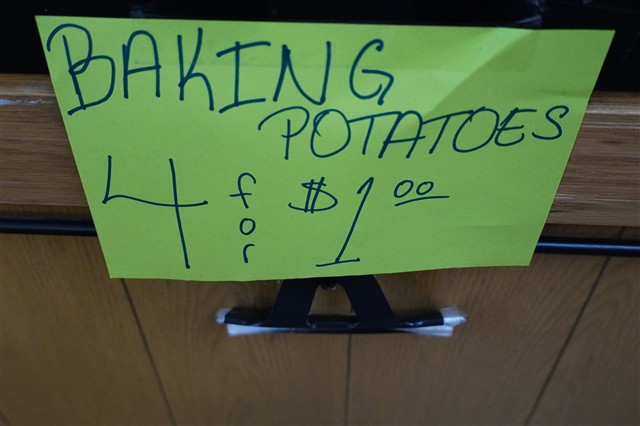 BAKING
POTATOES
4 for $1.00